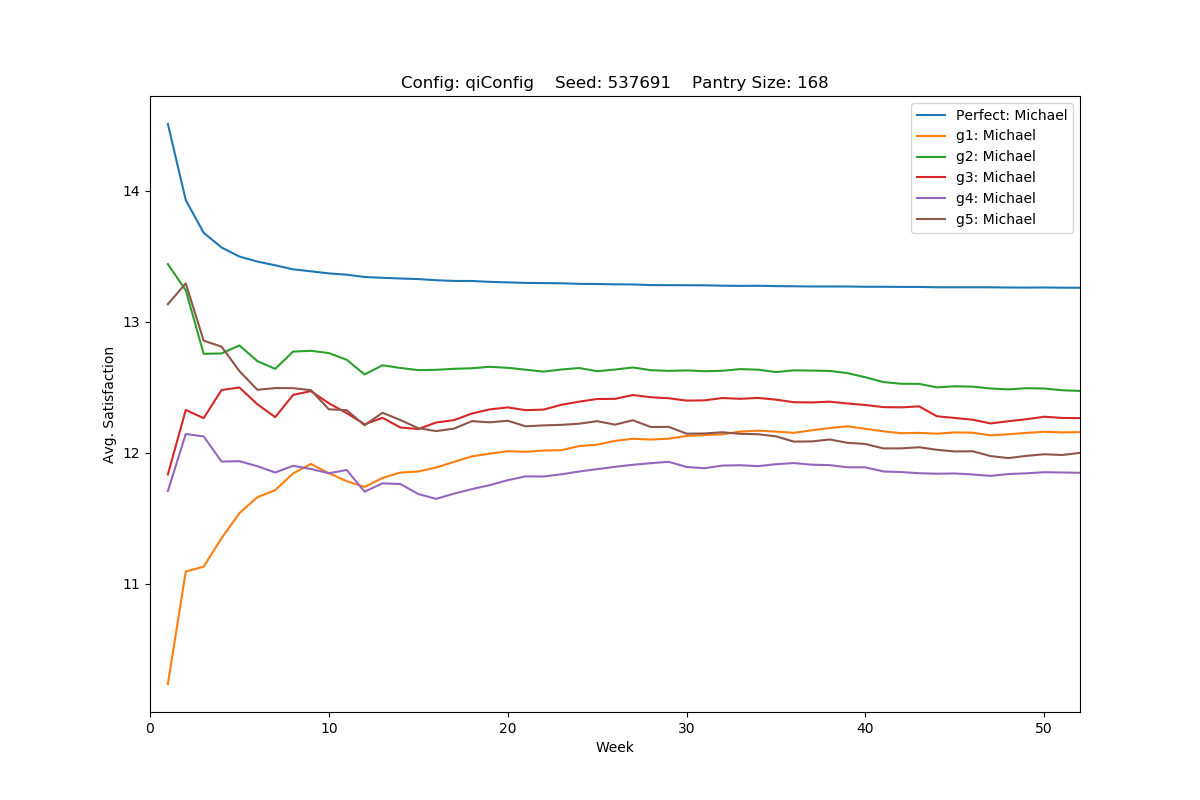 Config: qiConfig    Seed: 537691    Pantry Size: 168
Perfect: Michael
g1: Michael
g2: Michael
g3: Michael
g4: Michael
g5: Michael
14
13
12
11
Avg. Satisfaction
0 10 20 30 40 50
Week